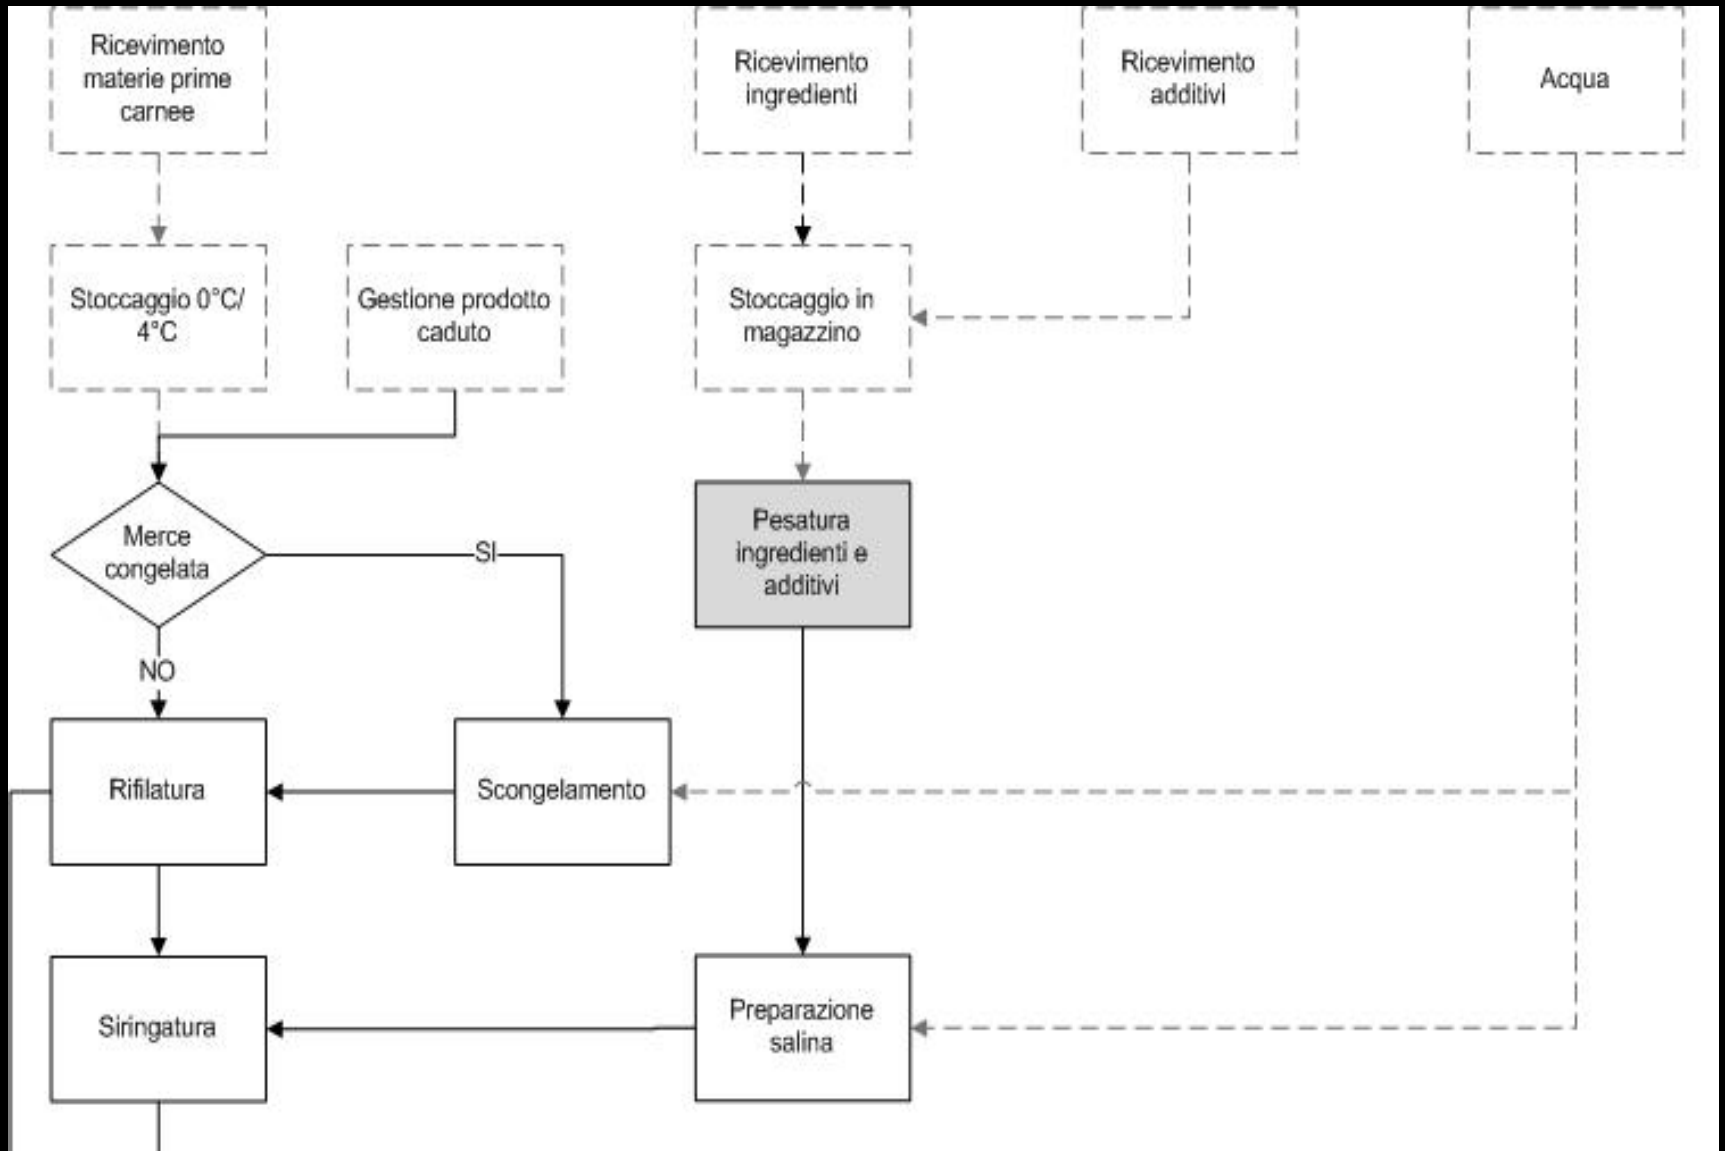 Ricevimento
materie prime
carnee
Ricevimento
ingredienti
Ricevimento
additivi
Acqua
Stoccaggio 0°C/
4°C
Gestione prodotto
caduto
Stoccaggio in
magazzino
Merce
congelata
SI
Pesatura
ingredienti e
additivi
NO
Rifilatura
Scongelamento
Siringatura
Preparazione
salina